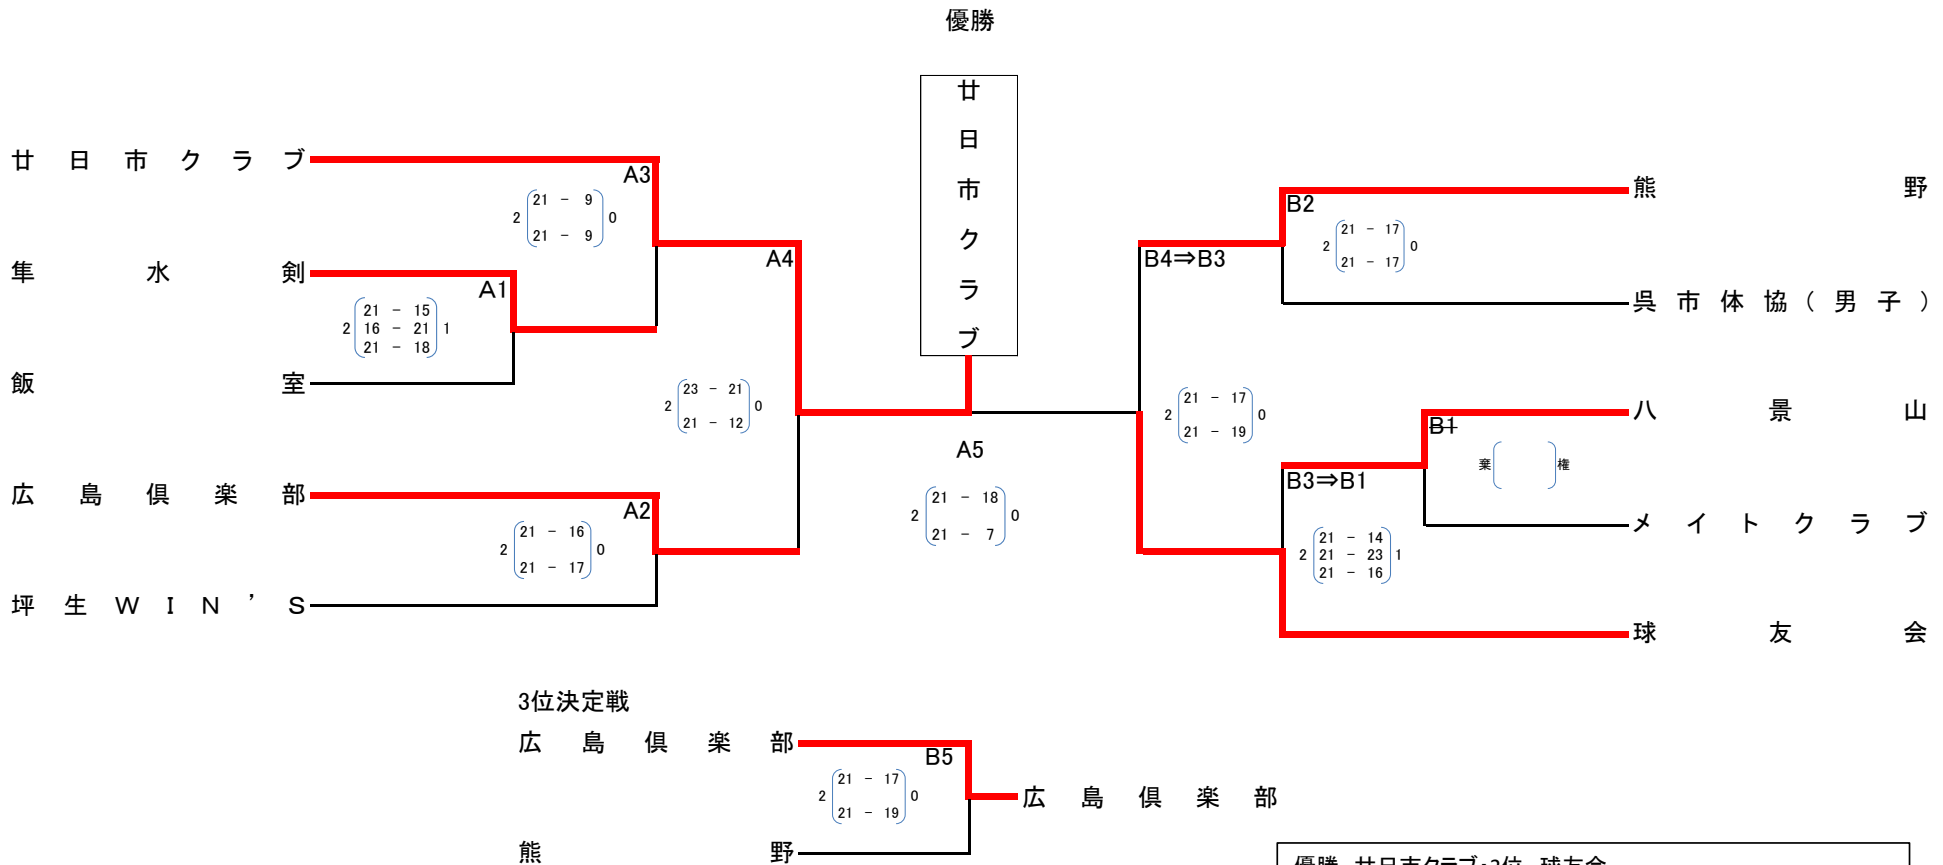 優勝
廿日市クラブ
廿日市クラブ
A3
2 21 - 9 0
21 - 9
隼水剣
A1
21 - 15
2 16 - 21 1
21 - 18
飯室
A4
2 23 - 21 0
21 - 12
広島倶楽部
A2
2 21 - 16 0
21 - 17
坪生WIN'S
A5
2 21 - 18 0
21 - 7
熊野
B2
2 21 - 17 0
21 - 17
呉市体協(男子)
B4⇒B3
2 21 - 17 0
21 - 19
八景山
B1
棄 権
メイトクラブ
B3⇒B1
21 - 14
2 21 - 23 1
21 - 16
球友会
3位決定戦
広島倶楽部
B5
2 21 - 17 0
21 - 19
広島倶楽部
熊野